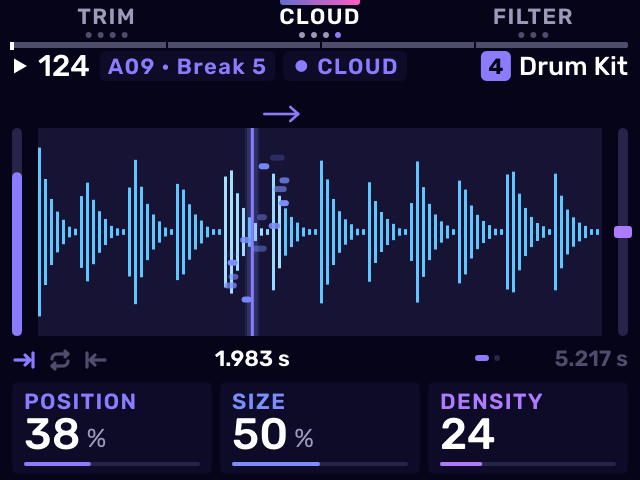 TRIM CLOUD FILTER
124 A09 • Break 5 CLOUD 4 Drum Kit
1.983 s 5.217 s
POSITION SIZE DENSITY
38 % 50 % 24